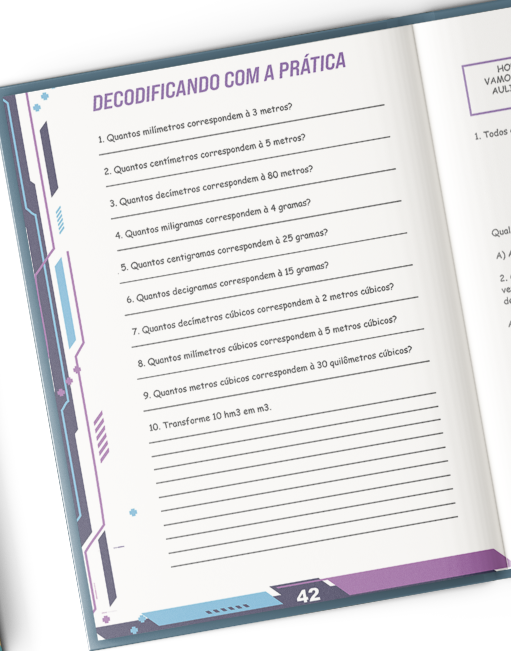 DECODIFICANDO COM A PRÁTICA
1. Quantos milímetros correspondem à 3 metros?
2. Quantos centímetros correspondem à 5 metros?
3. Quantos decímetros correspondem à 80 metros?
4. Quantos miligramas correspondem à 4 gramas?
5. Quantos centigramas correspondem à 25 gramas?
6. Quantos decigramas correspondem à 15 gramas?
7. Quantos decímetros cúbicos correspondem à 2 metros cúbicos?
8. Quantos milímetros cúbicos correspondem à 5 metros cúbicos?
9. Quantos metros cúbicos correspondem à 30 quilômetros cúbicos?
10. Transforme 10 hm3 em m3.
42
HO
VAMO
AUL
1. Todos
Qual
A)
2.
ve
de